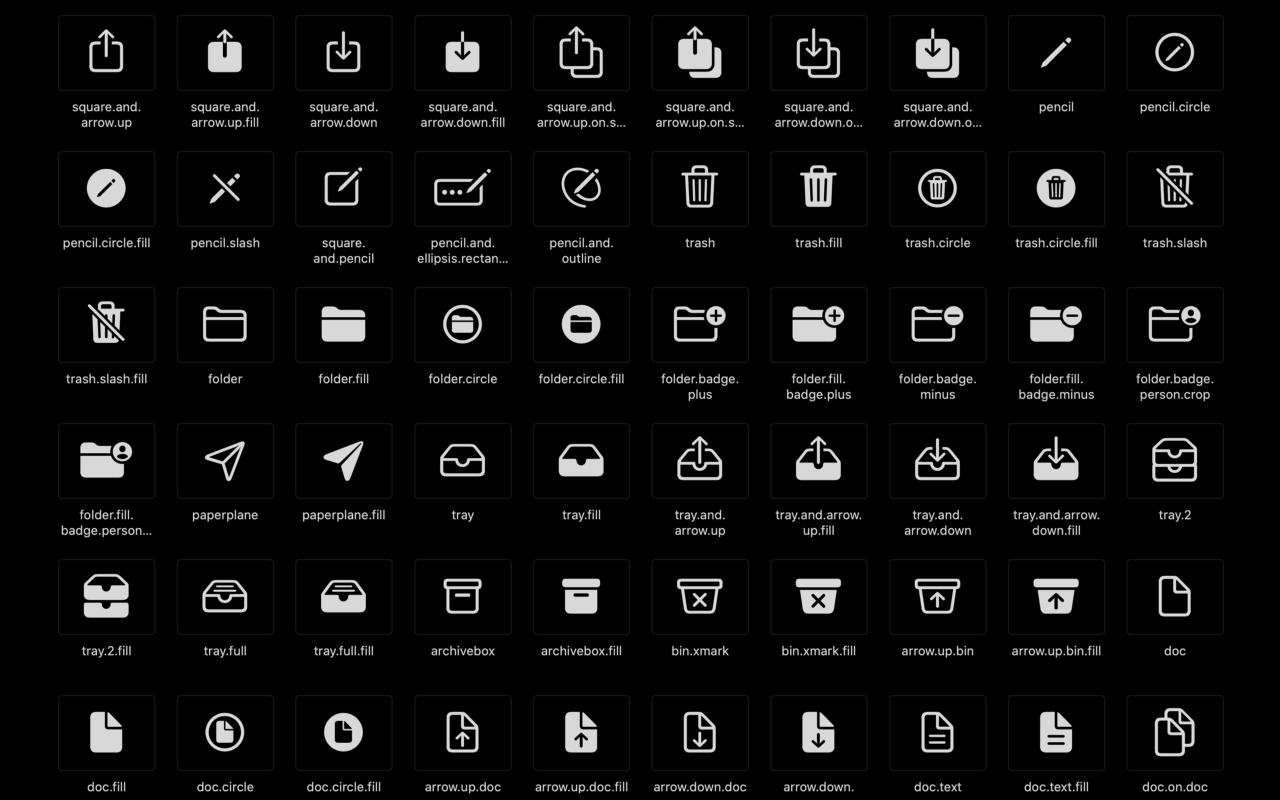 square.and.
arrow.up
square.and.
arrow.up.fill
square.and.
arrow.down
square.and.
arrow.down.fill
square.and.
arrow.up.on.s...
square.and.
arrow.up.on.s...
square.and.
arrow.down.o...
square.and.
arrow.down.o...
pencil
pencil.circle
pencil.circle.fill
pencil.slash
square.
and.pencil
pencil.and.
ellipsis.rectan...
pencil.and.
outline
trash
trash.fill
trash.circle
trash.circle.fill
trash.slash
trash.slash.fill
folder
folder.fill
folder.circle
folder.circle.fill
folder.badge.
plus
folder.fill.
badge.plus
folder.badge.
minus
folder.fill.
badge.minus
folder.badge.
person.crop
folder.fill.
badge.person...
paperplane
paperplane.fill
tray
tray.fill
tray.and.
arrow.up
tray.and.arrow.
up.fill
tray.and.
arrow.down
tray.and.arrow.
down.fill
tray.2
tray.2.fill
tray.full
tray.full.fill
archivebox
archivebox.fill
bin.xmark
bin.xmark.fill
arrow.up.bin
arrow.up.bin.fill
doc
doc.fill
doc.circle
doc.circle.fill
arrow.up.doc
arrow.up.doc.fill
arrow.down.doc
arrow.down.
doc.text
doc.text.fill
doc.on.doc